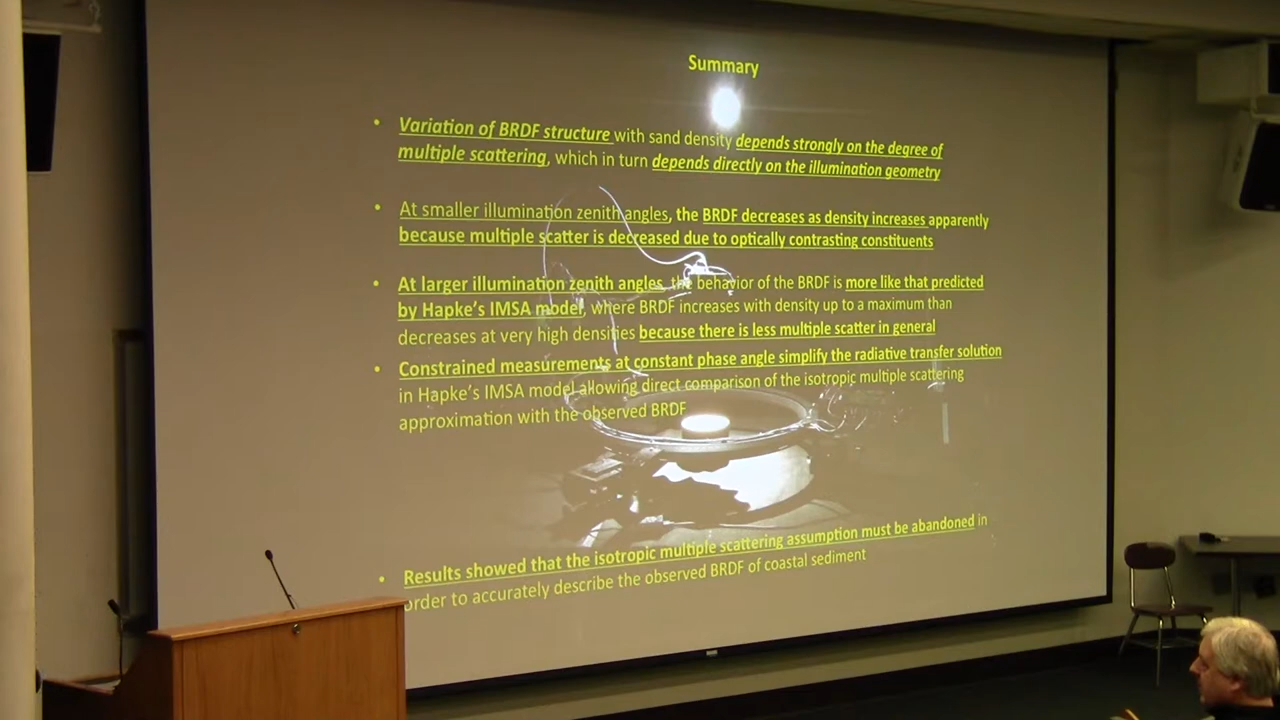 Summary
• Variation of BRDF structure with sand density depends strongly on the degree of
multiple scattering, which in turn depends directly on the illumination geometry
• At smaller illumination zenith angles, the BRDF decreases as density increases apparently
because multiple scatter is decreased due to optically contrasting constituents
• At larger illumination zenith angles, the behavior of the BRDF is more like that predicted
by Hapke's IMSA model, where BRDF increases with density up to a maximum than
decreases at very high densities because there is less multiple scatter in general
• Constrained measurements at constant phase angle simplify the radiative transfer solution
in Hapke's IMSA model allowing direct comparison of the isotropic multiple scattering
approximation with the observed BRDF
• Results showed that the isotropic multiple scattering assumption must be abandoned in
order to accurately describe the observed BRDF of coastal sediment